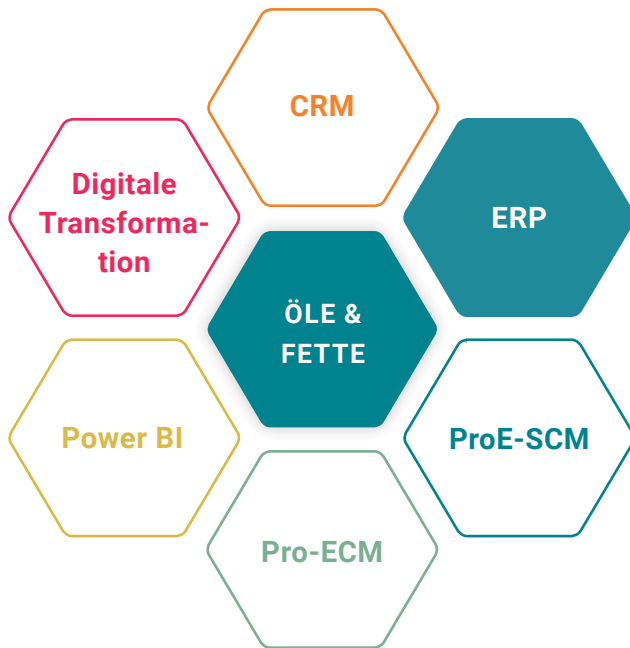 CRM
Digitale
Transforma-
tion
ERP
ÖLE &
FETTE
Power BI
ProE-SCM
Pro-ECM